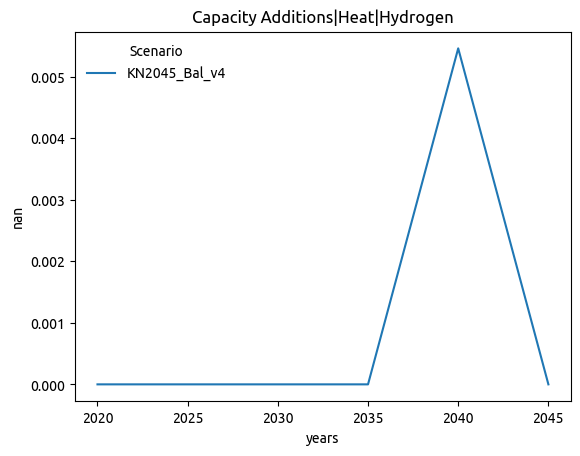 Capacity Additions|Heat|Hydrogen
Scenario
KN2045_Bal_v4
0.005
0.004
0.003
0.002
0.001
0.000
nan
2020 2025 2030 2035 2040 2045
years